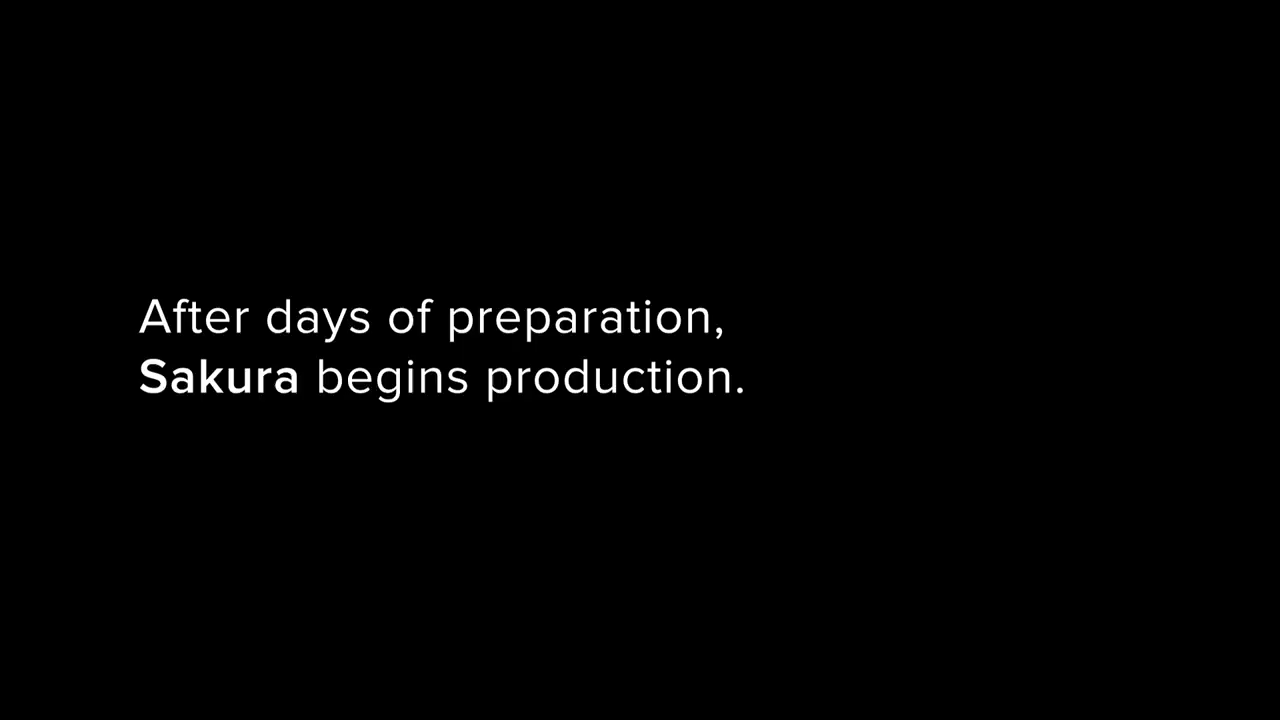 After days of preparation,
Sakura begins production.